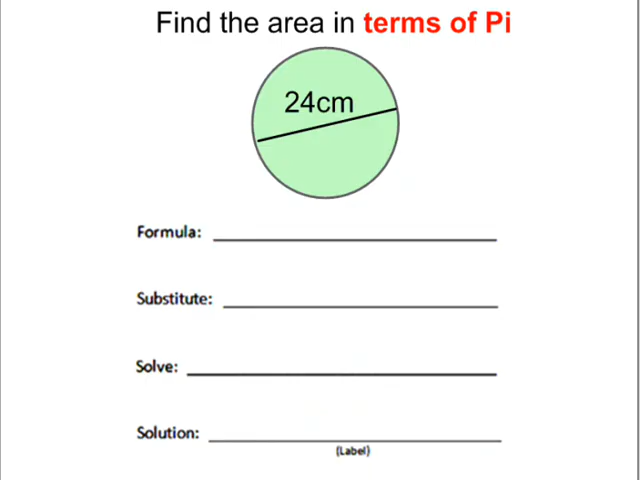 Find the area in terms of Pi
24cm
Formula:
Substitute:
Solve:
Solution:
(Label)